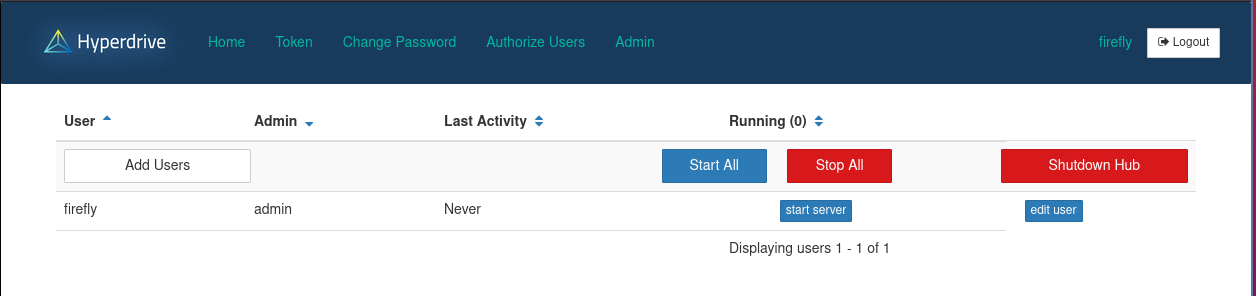 Hyperdrive Home Token Change Password Authorize Users Admin firefly Logout
User Admin Last Activity Running (0)
Add Users Start All Stop All Shutdown Hub
firefly admin Never start server edit user
Displaying users 1 - 1 of 1